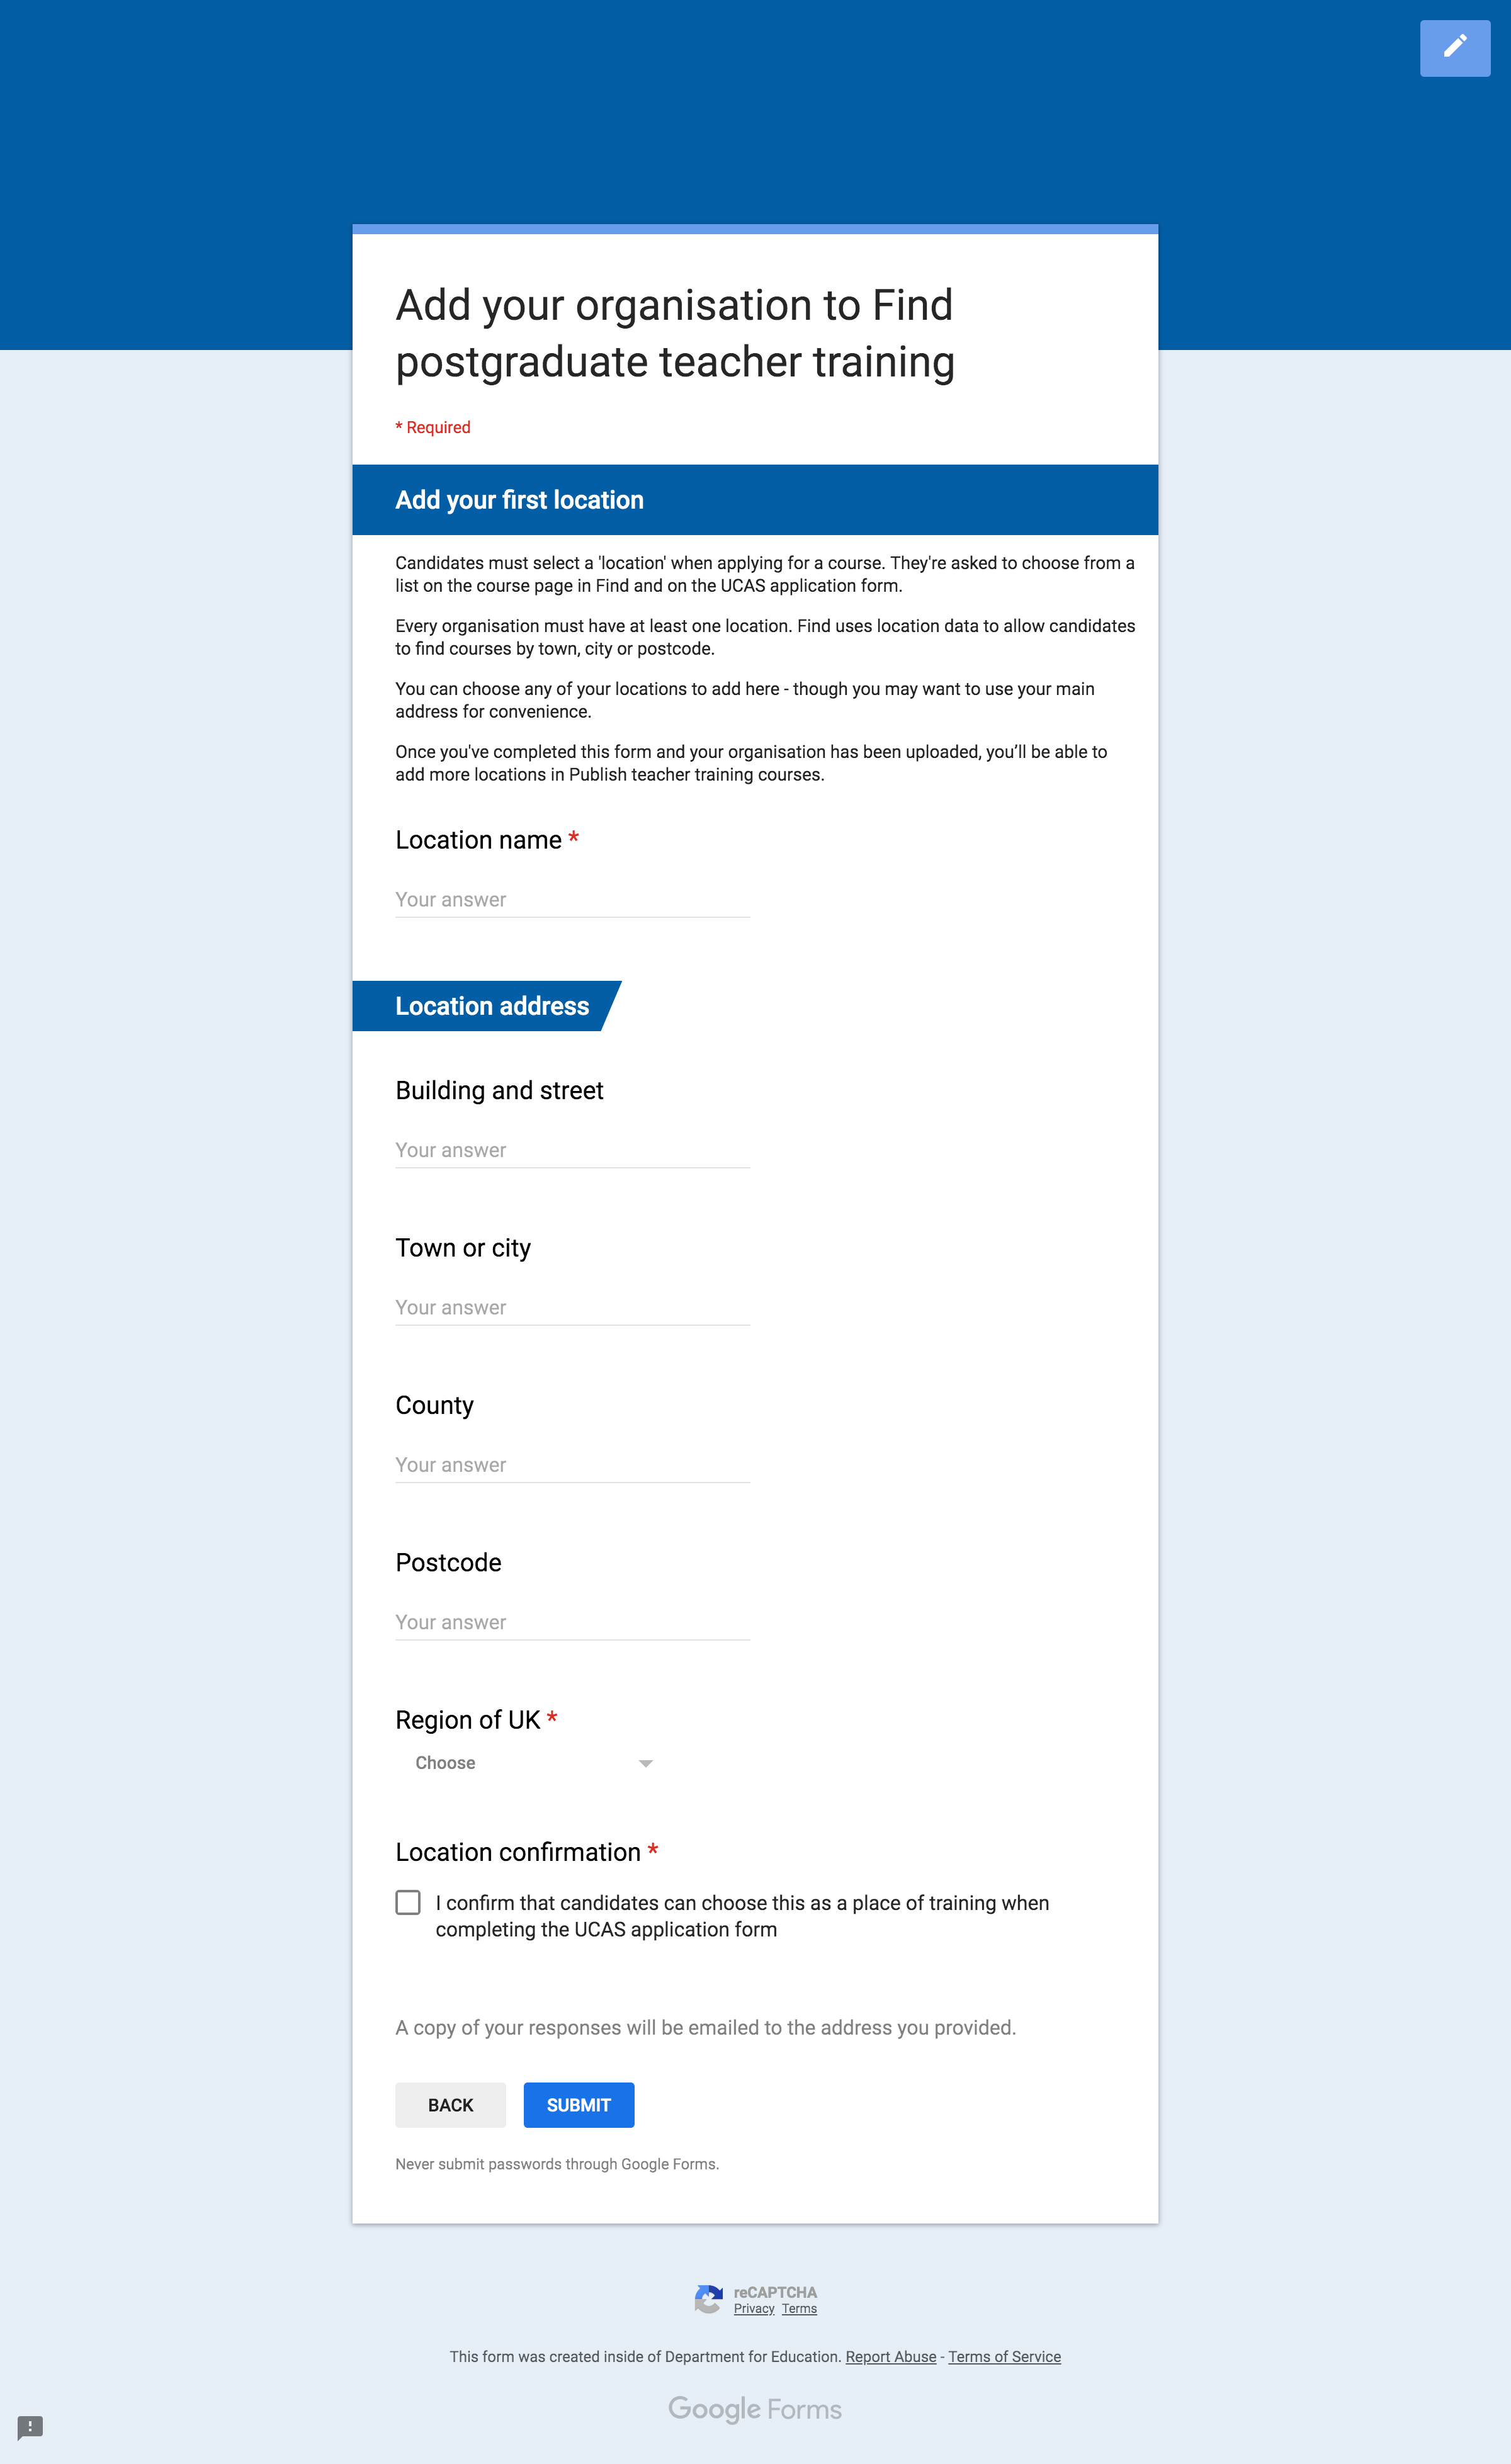 Add your organisation to Find
postgraduate teacher training
* Required
Add your first location
Candidates must select a 'location' when applying for a course. They're asked to choose from a
list on the course page in Find and on the UCAS application form.
Every organisation must have at least one location. Find uses location data to allow candidates
to find courses by town, city or postcode.
You can choose any of your locations to add here - though you may want to use your main
address for convenience.
Once you've completed this form and your organisation has been uploaded, you’ll be able to
add more locations in Publish teacher training courses.
Location name *
Your answer
Location address
Building and street
Your answer
Town or city
Your answer
County
Your answer
Postcode
Your answer
Region of UK *
Choose
Location confirmation *
I confirm that candidates can choose this as a place of training when
completing the UCAS application form
A copy of your responses will be emailed to the address you provided.
BACK SUBMIT
Never submit passwords through Google Forms.
reCAPTCHA
Privacy Terms
This form was created inside of Department for Education. Report Abuse - Terms of Service
Google Forms